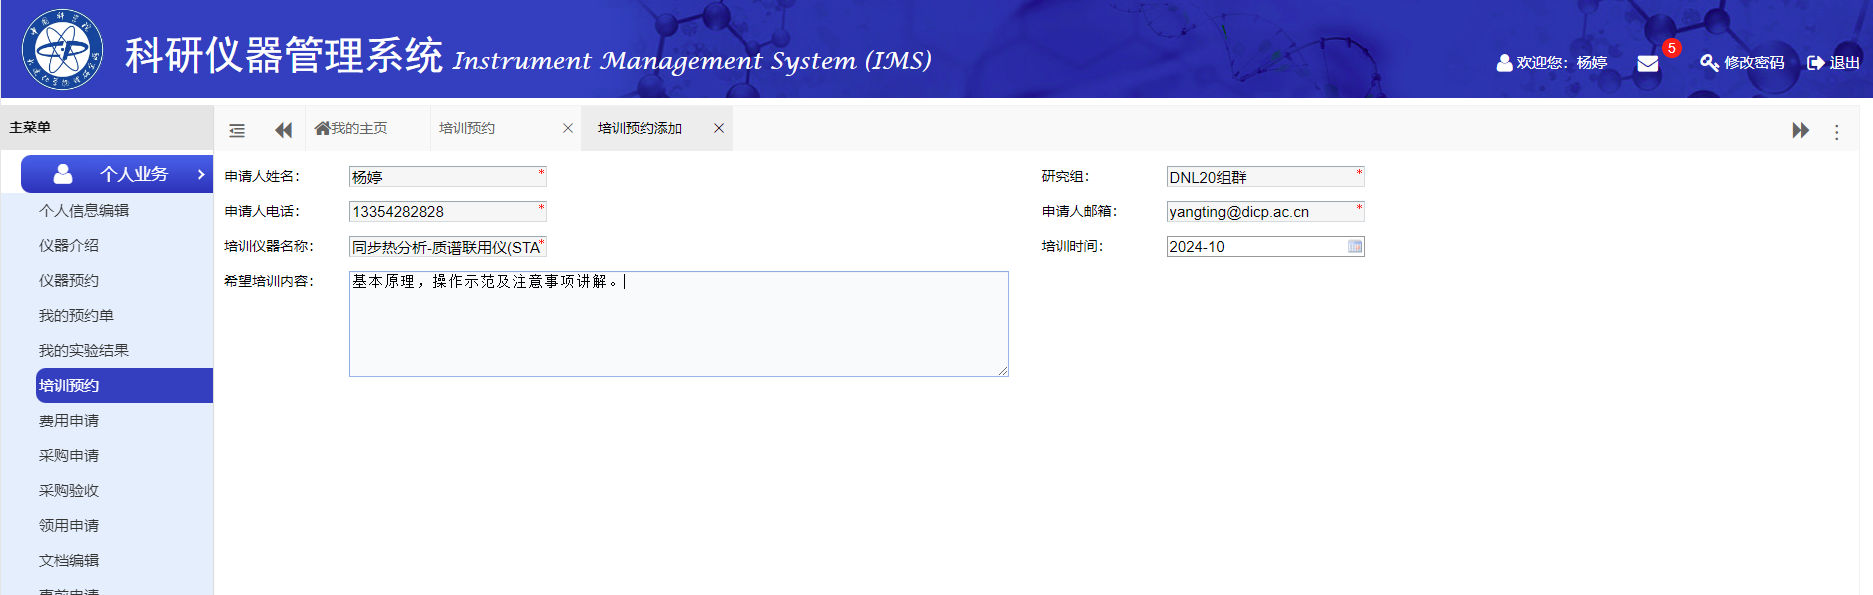 科研仪器管理系统 Instrument Management System (IMS)
欢迎您：杨婷 5 修改密码 退出
主菜单
我的主页 培训预约 培训预约添加
个人业务
个人信息编辑
仪器介绍
仪器预约
我的预约单
我的实验结果
培训预约
费用申请
采购申请
采购验收
领用申请
文档编辑
事前申请
申请人姓名： 杨婷 * 研究组： DNL20组群 *
申请人电话： 13354282828 * 申请人邮箱： yangting@dicp.ac.cn *
培训仪器名称： 同步热分析-质谱联用仪(STA * 培训时间： 2024-10
希望培训内容： 基本原理，操作示范及注意事项讲解。